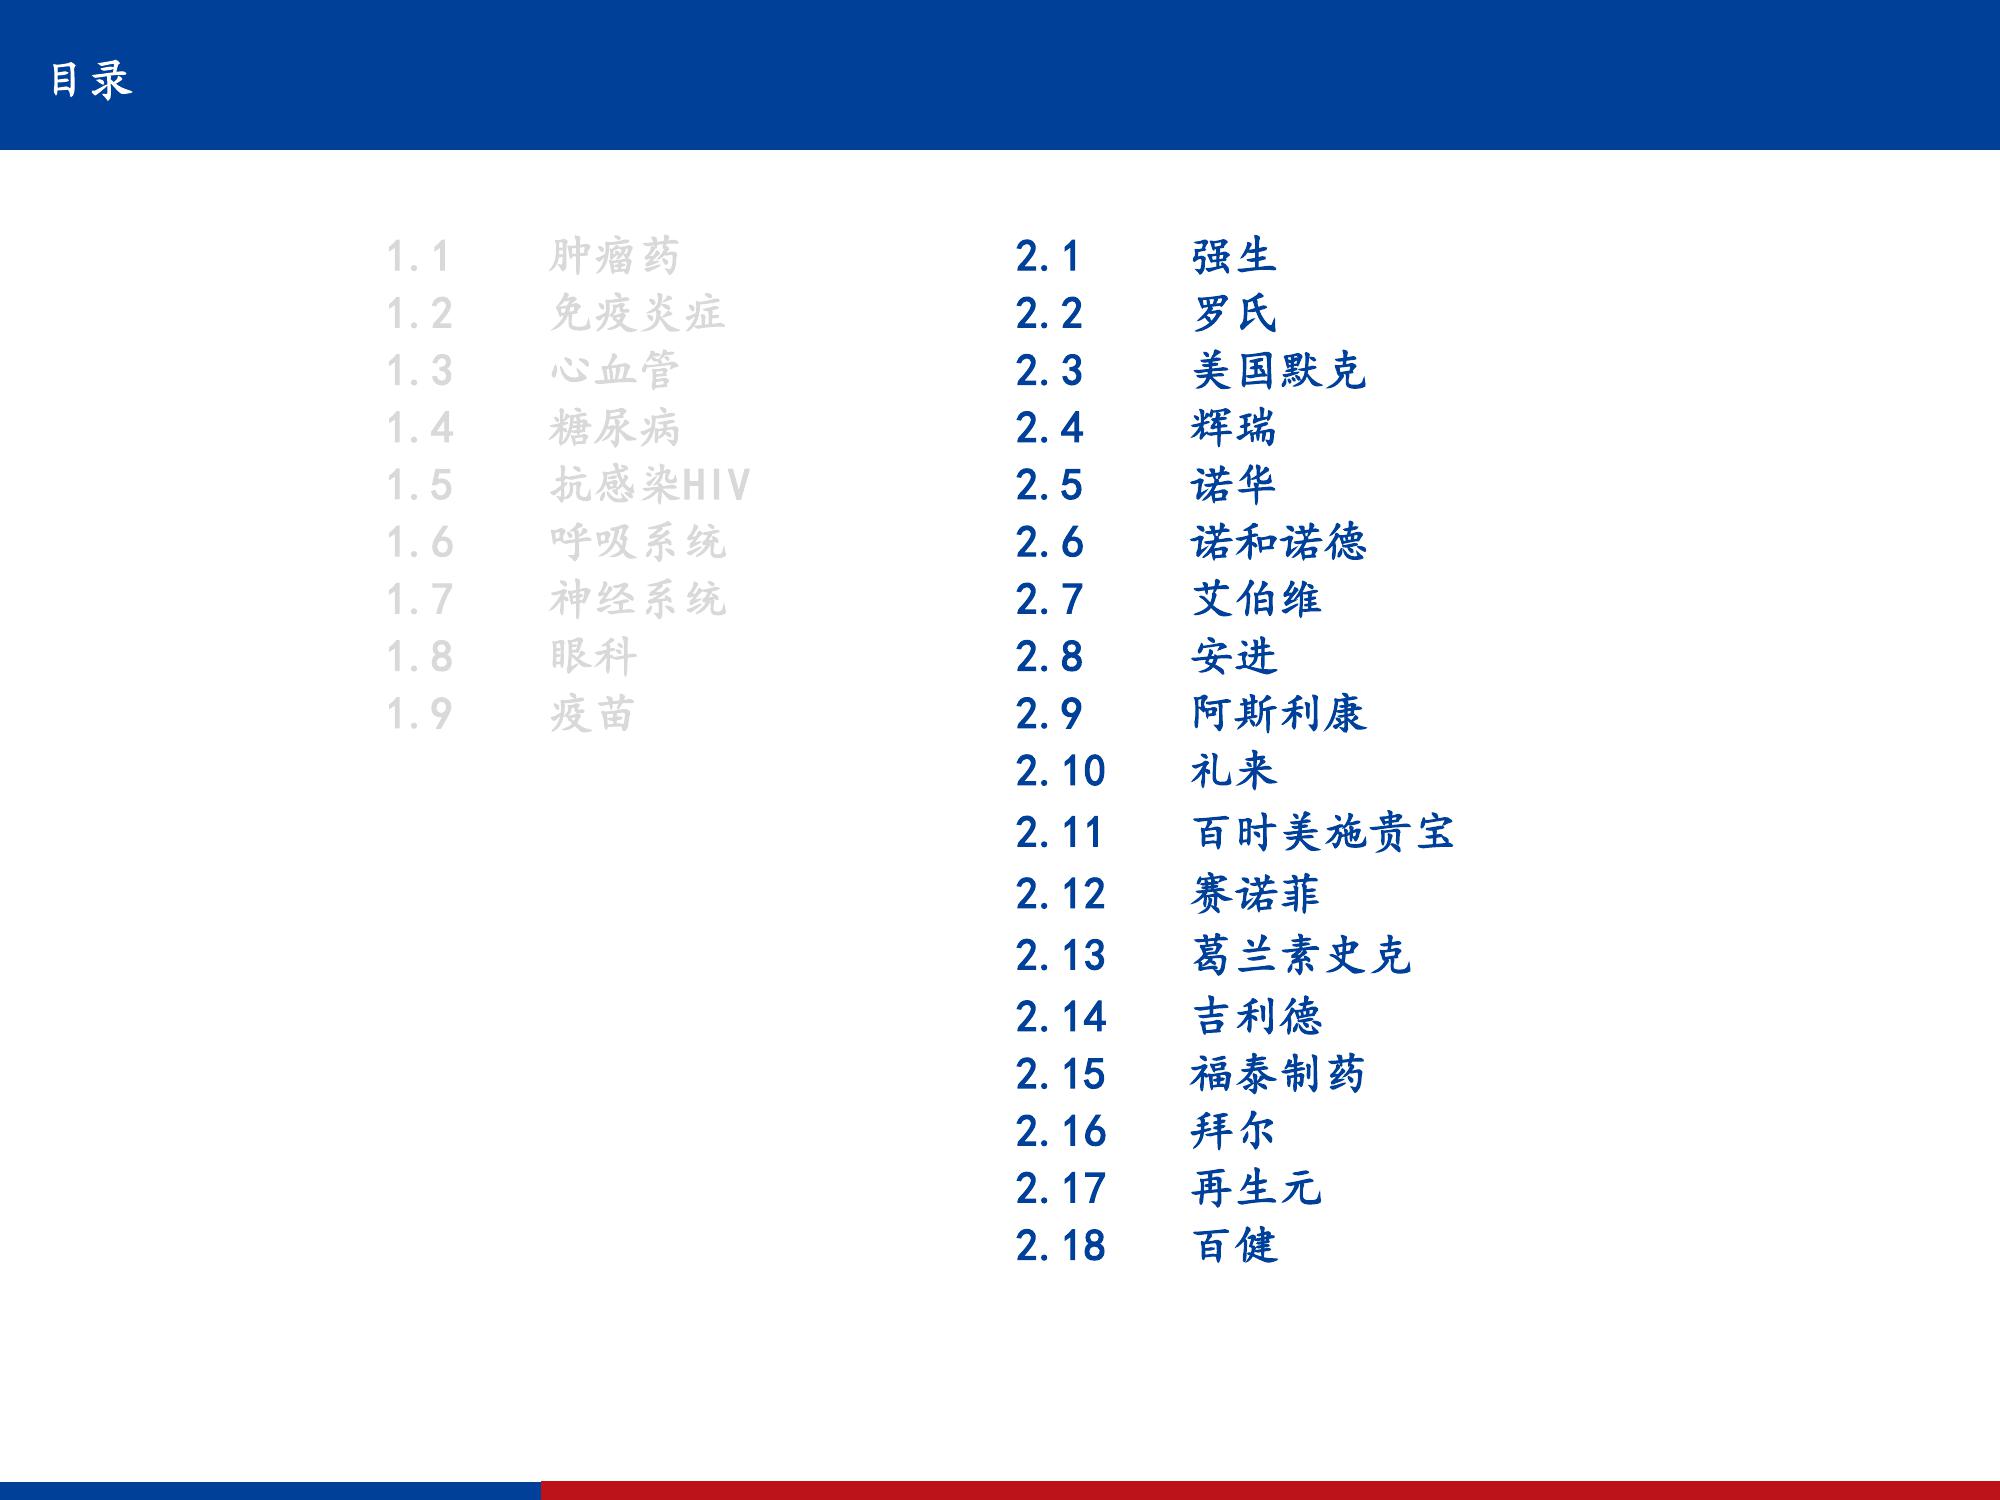 目录
1.1 肿瘤药
1.2 免疫炎症
1.3 心血管
1.4 糖尿病
1.5 抗感染HIV
1.6 呼吸系统
1.7 神经系统
1.8 眼科
1.9 疫苗
2.1 强生
2.2 罗氏
2.3 美国默克
2.4 辉瑞
2.5 诺华
2.6 诺和诺德
2.7 艾伯维
2.8 安进
2.9 阿斯利康
2.10 礼来
2.11 百时美施贵宝
2.12 赛诺菲
2.13 葛兰素史克
2.14 吉利德
2.15 福泰制药
2.16 拜尔
2.17 再生元
2.18 百健